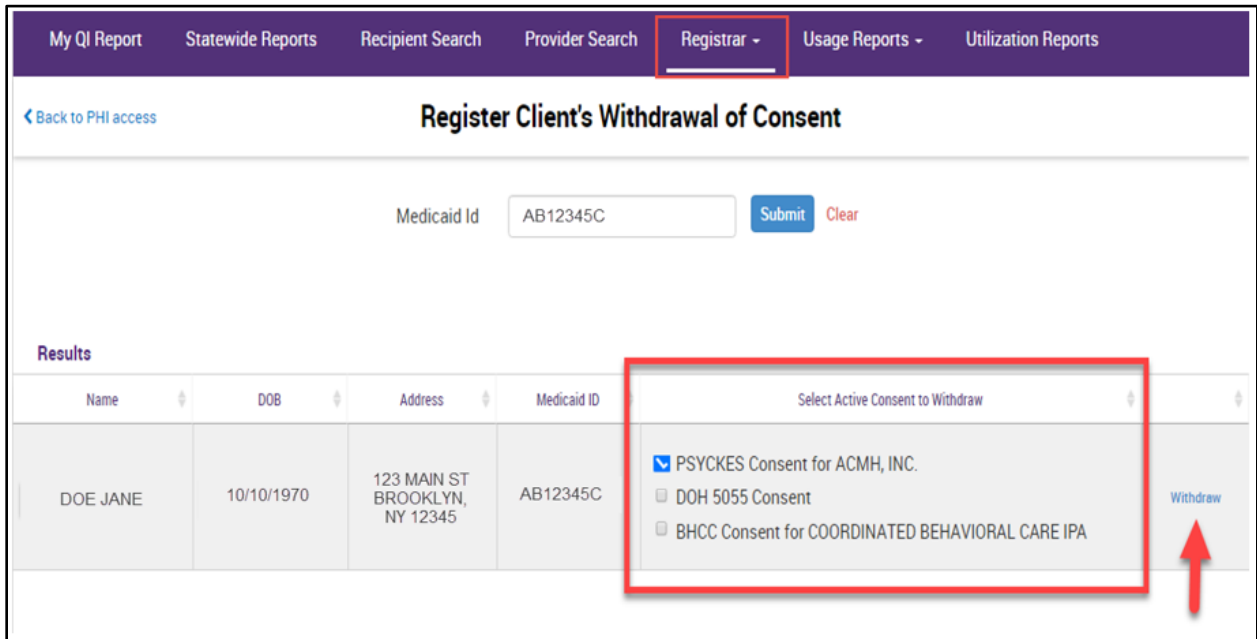 My QI Report Statewide Reports Recipient Search Provider Search Registrar Usage Reports Utilization Reports
Back to PHI access
Register Client's Withdrawal of Consent
Medicaid Id AB12345C Submit Clear
Results
Name DOB Address Medicaid ID Select Active Consent to Withdraw
DOE JANE 10/10/1970 123 MAIN ST
BROOKLYN,
NY 12345
AB12345C
PSYCKES Consent for ACMH, INC.
DOH 5055 Consent
BHCC Consent for COORDINATED BEHAVIORAL CARE IPA
Withdraw